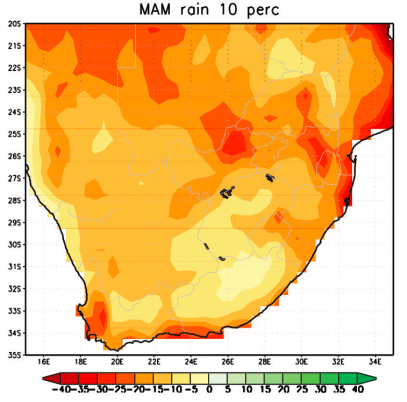 MAM rain 10 perc
20S
21S
22S
23S
24S
25S
26S
27S
28S
29S
30S
31S
32S
33S
34S
35S
16E 18E 20E 22E 24E 26E 28E 30E 32E 34E
-40 -35 -30 -25 -20 -15 -10 -5 0 5 10 15 20 25 30 35 40